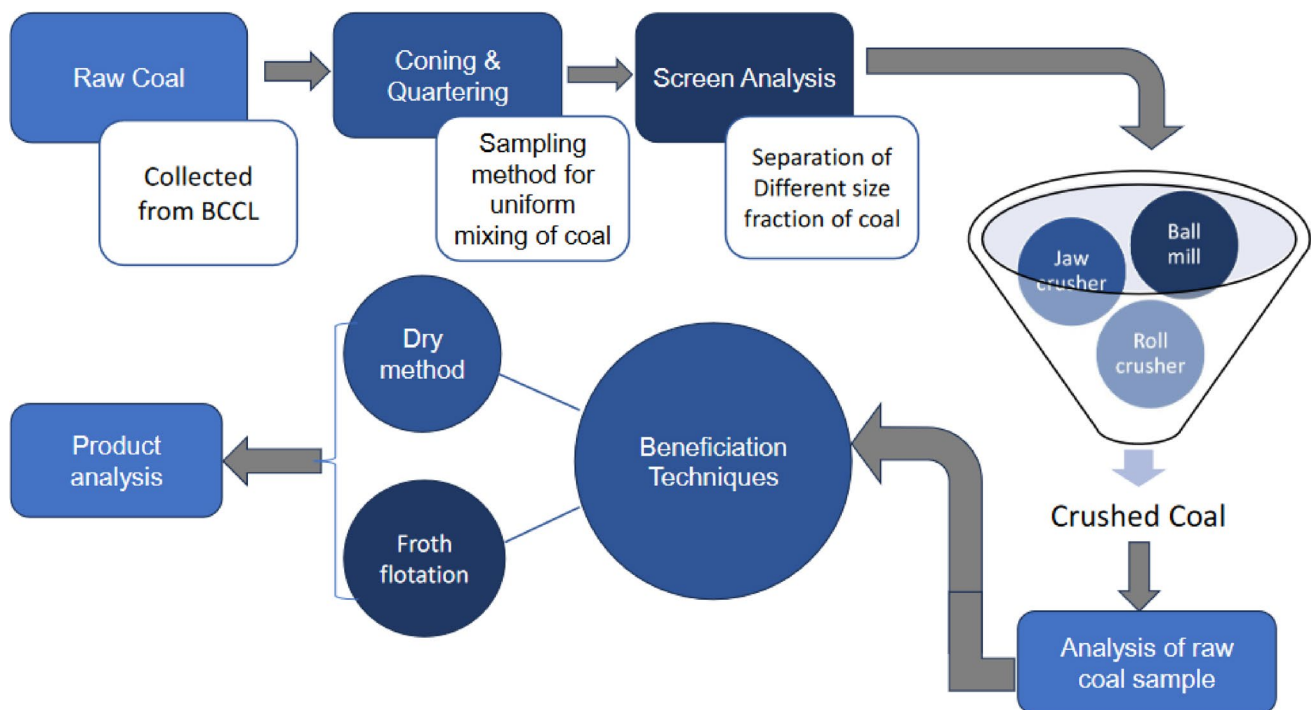 Raw Coal
Collected
from BCCL
Coning &
Quartering
Sampling
method for
uniform
mixing of coal
Screen Analysis
Separation of
Different size
fraction of coal
Jaw
crusher
Ball
mill
Roll
crusher
Crushed Coal
Analysis of raw
coal sample
Beneficiation
Techniques
Dry
method
Froth
flotation
Product
analysis